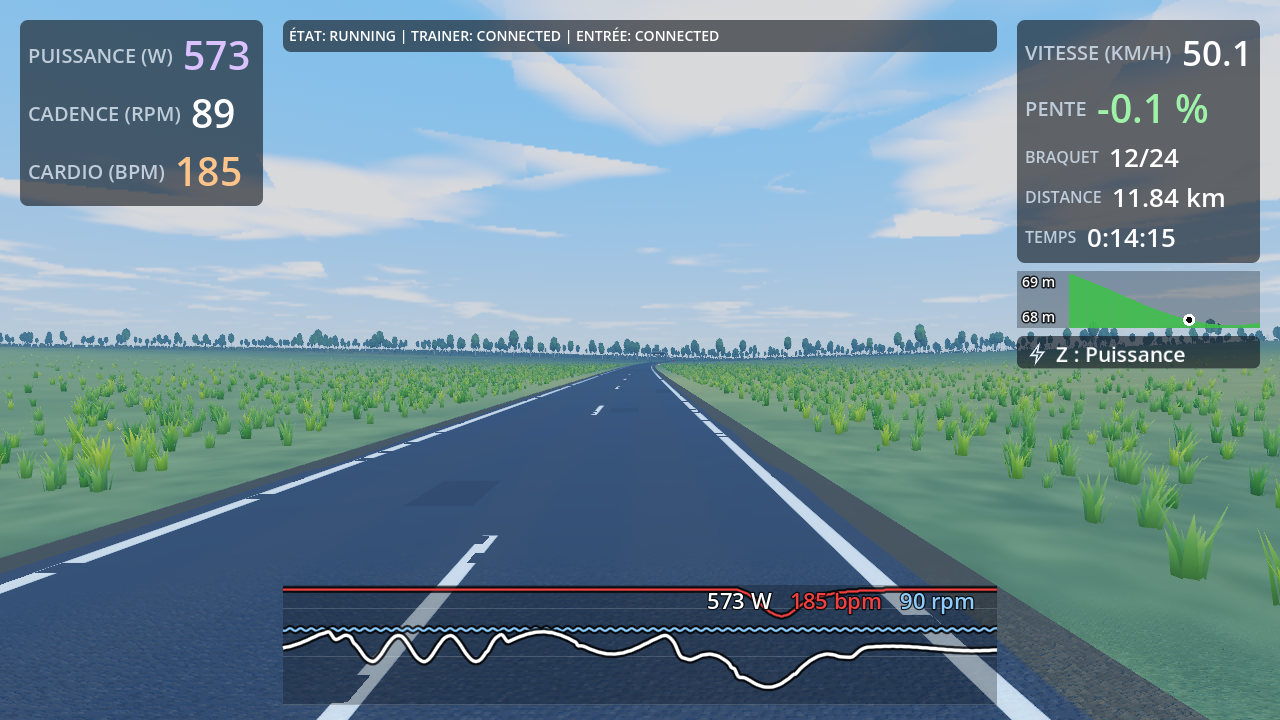 PUISSANCE (W) 573
CADENCE (RPM) 89
CARDIO (BPM) 185
ÉTAT: RUNNING | TRAINER: CONNECTED | ENTRÉE: CONNECTED
VITESSE (KM/H) 50.1
PENTE -0.1 %
BRAQUET 12/24
DISTANCE 11.84 km
TEMPS 0:14:15
69 m
68 m
Z : Puissance
573 W 185 bpm 90 rpm